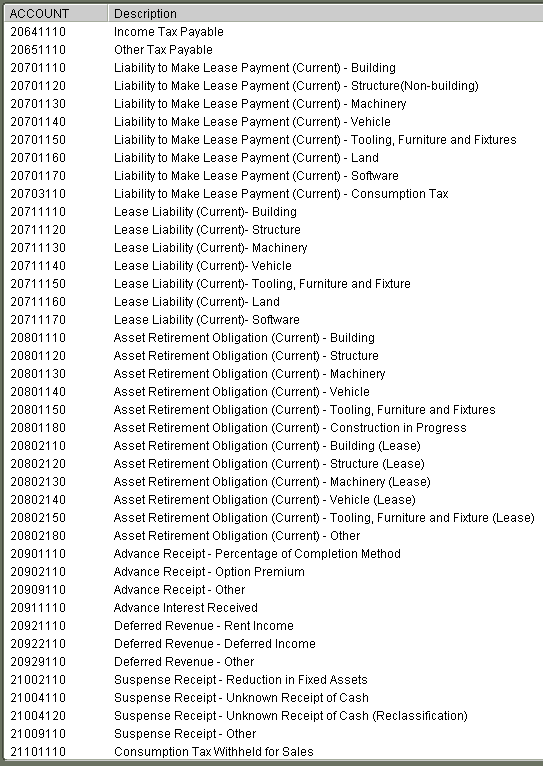 ACCOUNT Description
20641110 Income Tax Payable
20651110 Other Tax Payable
20701110 Liability to Make Lease Payment (Current) - Building
20701120 Liability to Make Lease Payment (Current) - Structure(Non-building)
20701130 Liability to Make Lease Payment (Current) - Machinery
20701140 Liability to Make Lease Payment (Current) - Vehicle
20701150 Liability to Make Lease Payment (Current) - Tooling, Furniture and Fixtures
20701160 Liability to Make Lease Payment (Current) - Land
20701170 Liability to Make Lease Payment (Current) - Software
20703110 Liability to Make Lease Payment (Current) - Consumption Tax
20711110 Lease Liability (Current)- Building
20711120 Lease Liability (Current)- Structure
20711130 Lease Liability (Current)- Machinery
20711140 Lease Liability (Current)- Vehicle
20711150 Lease Liability (Current)- Tooling, Furniture and Fixture
20711160 Lease Liability (Current)- Land
20711170 Lease Liability (Current)- Software
20801110 Asset Retirement Obligation (Current) - Building
20801120 Asset Retirement Obligation (Current) - Structure
20801130 Asset Retirement Obligation (Current) - Machinery
20801140 Asset Retirement Obligation (Current) - Vehicle
20801150 Asset Retirement Obligation (Current) - Tooling, Furniture and Fixtures
20801180 Asset Retirement Obligation (Current) - Construction in Progress
20802110 Asset Retirement Obligation (Current) - Building (Lease)
20802120 Asset Retirement Obligation (Current) - Structure (Lease)
20802130 Asset Retirement Obligation (Current) - Machinery (Lease)
20802140 Asset Retirement Obligation (Current) - Vehicle (Lease)
20802150 Asset Retirement Obligation (Current) - Tooling, Furniture and Fixture (Lease)
20802180 Asset Retirement Obligation (Current) - Other
20901110 Advance Receipt - Percentage of Completion Method
20902110 Advance Receipt - Option Premium
20909110 Advance Receipt - Other
20911110 Advance Interest Received
20921110 Deferred Revenue - Rent Income
20922110 Deferred Revenue - Deferred Income
20929110 Deferred Revenue - Other
21002110 Suspense Receipt - Reduction in Fixed Assets
21004110 Suspense Receipt - Unknown Receipt of Cash
21004120 Suspense Receipt - Unknown Receipt of Cash (Reclassification)
21009110 Suspense Receipt - Other
21101110 Consumption Tax Withheld for Sales